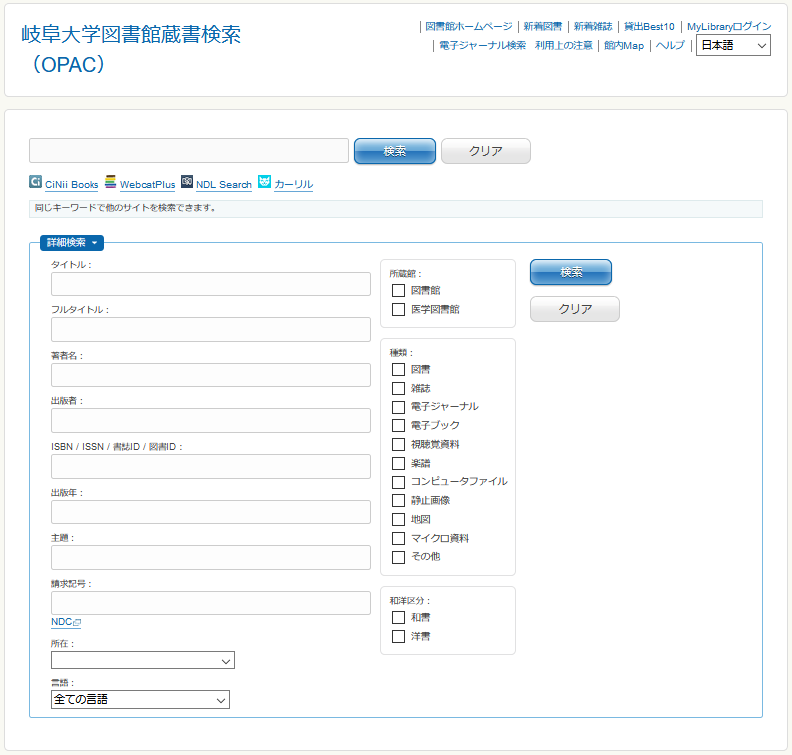 岐阜大学図書館蔵書検索
（OPAC）
図書館ホームページ | 新着図書 | 新着雑誌 | 貸出Best10 | MyLibraryログイン
電子ジャーナル検索 利用上の注意 | 館内Map | ヘルプ | 日本語
検索 クリア
CiNii Books WebcatPlus NDL Search カーリル
同じキーワードで他のサイトを検索できます。
詳細検索
タイトル：
フルタイトル：
著者名：
出版者：
ISBN / ISSN / 書誌ID / 図書ID：
出版年：
主題：
請求記号：
NDC
所在：
言語：
全ての言語
所蔵館：
図書館
医学図書館
種類：
図書
雑誌
電子ジャーナル
電子ブック
視聴覚資料
楽譜
コンピュータファイル
静止画像
地図
マイクロ資料
その他
和洋区分：
和書
洋書
検索
クリア